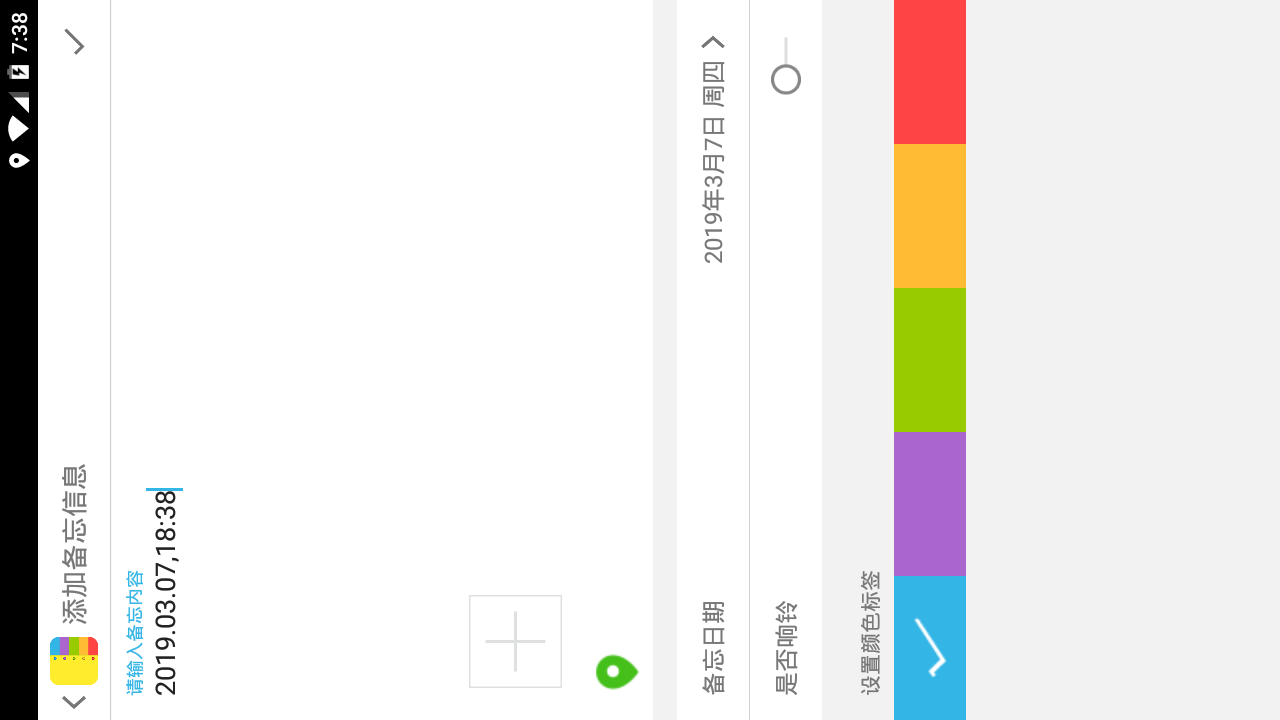 7:38
添加备忘信息
请输入备忘内容
2019.03.07,18:38
备忘日期 2019年3月7日 周四
是否响铃
设置颜色标签